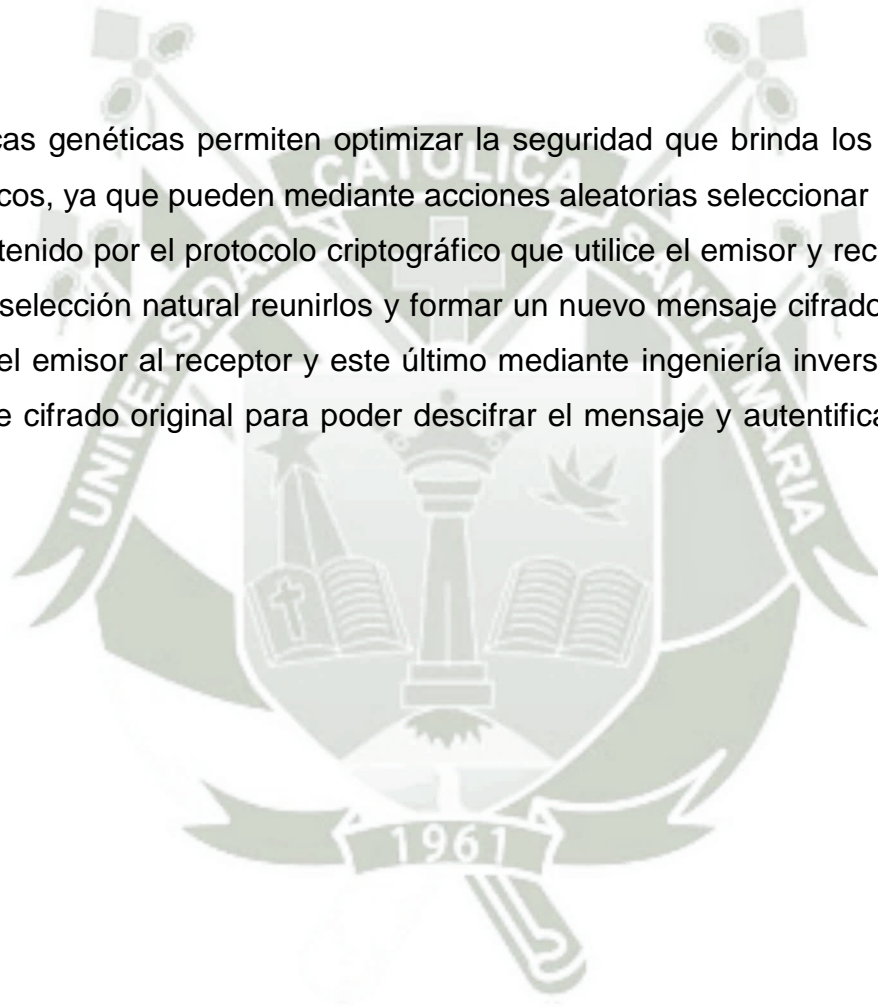 cas genéticas permiten optimizar la seguridad que brinda los
cos, ya que pueden mediante acciones aleatorias seleccionar
tenido por el protocolo criptográfico que utilice el emisor y rec
selección natural reunirlos y formar un nuevo mensaje cifrado
el emisor al receptor y este último mediante ingeniería invers
e cifrado original para poder descifrar el mensaje y autentifica
UNIVERSIDAD CATOLICA SANTA MARIA
1961